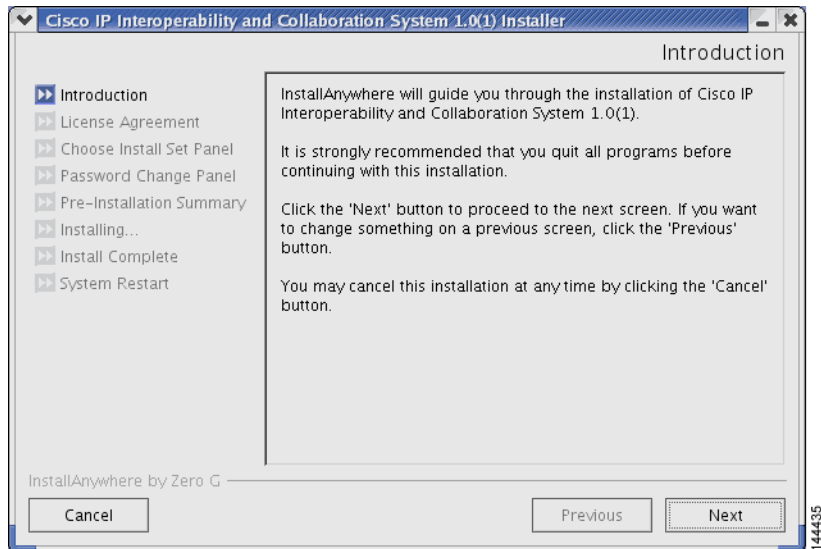 Cisco IP Interoperability and Collaboration System 1.0(1) Installer
Introduction
Introduction
License Agreement
Choose Install Set Panel
Password Change Panel
Pre-Installation Summary
Installing...
Install Complete
System Restart
InstallAnywhere will guide you through the installation of Cisco IP
Interoperability and Collaboration System 1.0(1).
It is strongly recommended that you quit all programs before
continuing with this installation.
Click the 'Next' button to proceed to the next screen. If you want
to change something on a previous screen, click the 'Previous'
button.
You may cancel this installation at any time by clicking the 'Cancel'
button.
InstallAnywhere by Zero G
Cancel
Previous
Next
144435